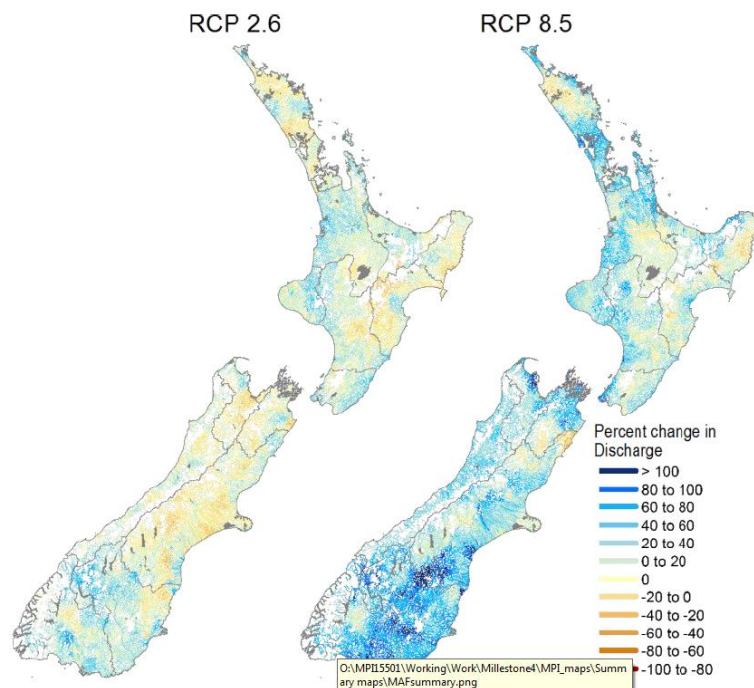 RCP 2.6
RCP 8.5
Percent change in
Discharge
> 100
80 to 100
60 to 80
40 to 60
20 to 40
0 to 20
0
-20 to 0
-40 to -20
-60 to -40
-80 to -60
-100 to -80
O:\MPI15501\Working\Work\Millestone4\MPI_maps\Summ
ary maps\MAFsummary.png